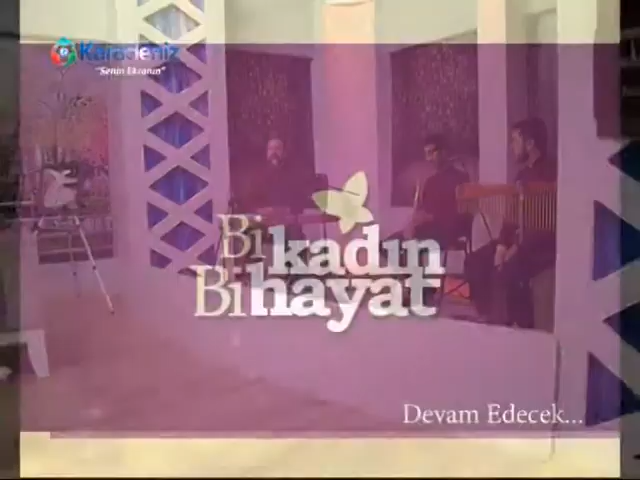 Karadeniz
"Senin Ekranın"
Bi kadın
Bi hayat
Devam Edecek...